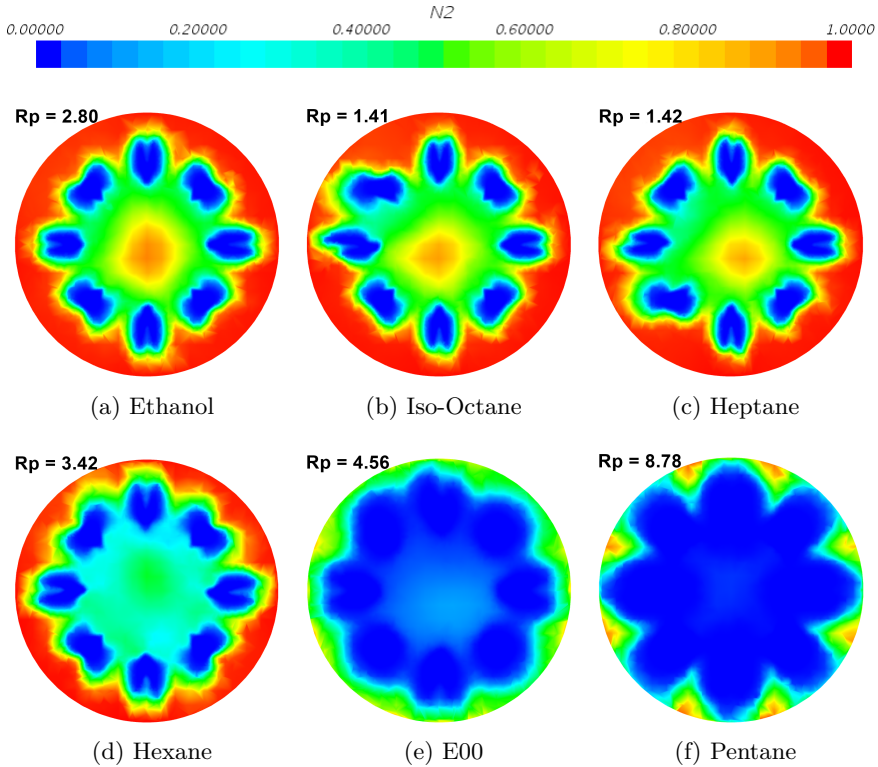 N2
0.00000 0.20000 0.40000 0.60000 0.80000 1.0000
Rp = 2.80 Rp = 1.41 Rp = 1.42
(a) Ethanol (b) Iso-Octane (c) Heptane
Rp = 3.42 Rp = 4.56 Rp = 8.78
(d) Hexane (e) E00 (f) Pentane